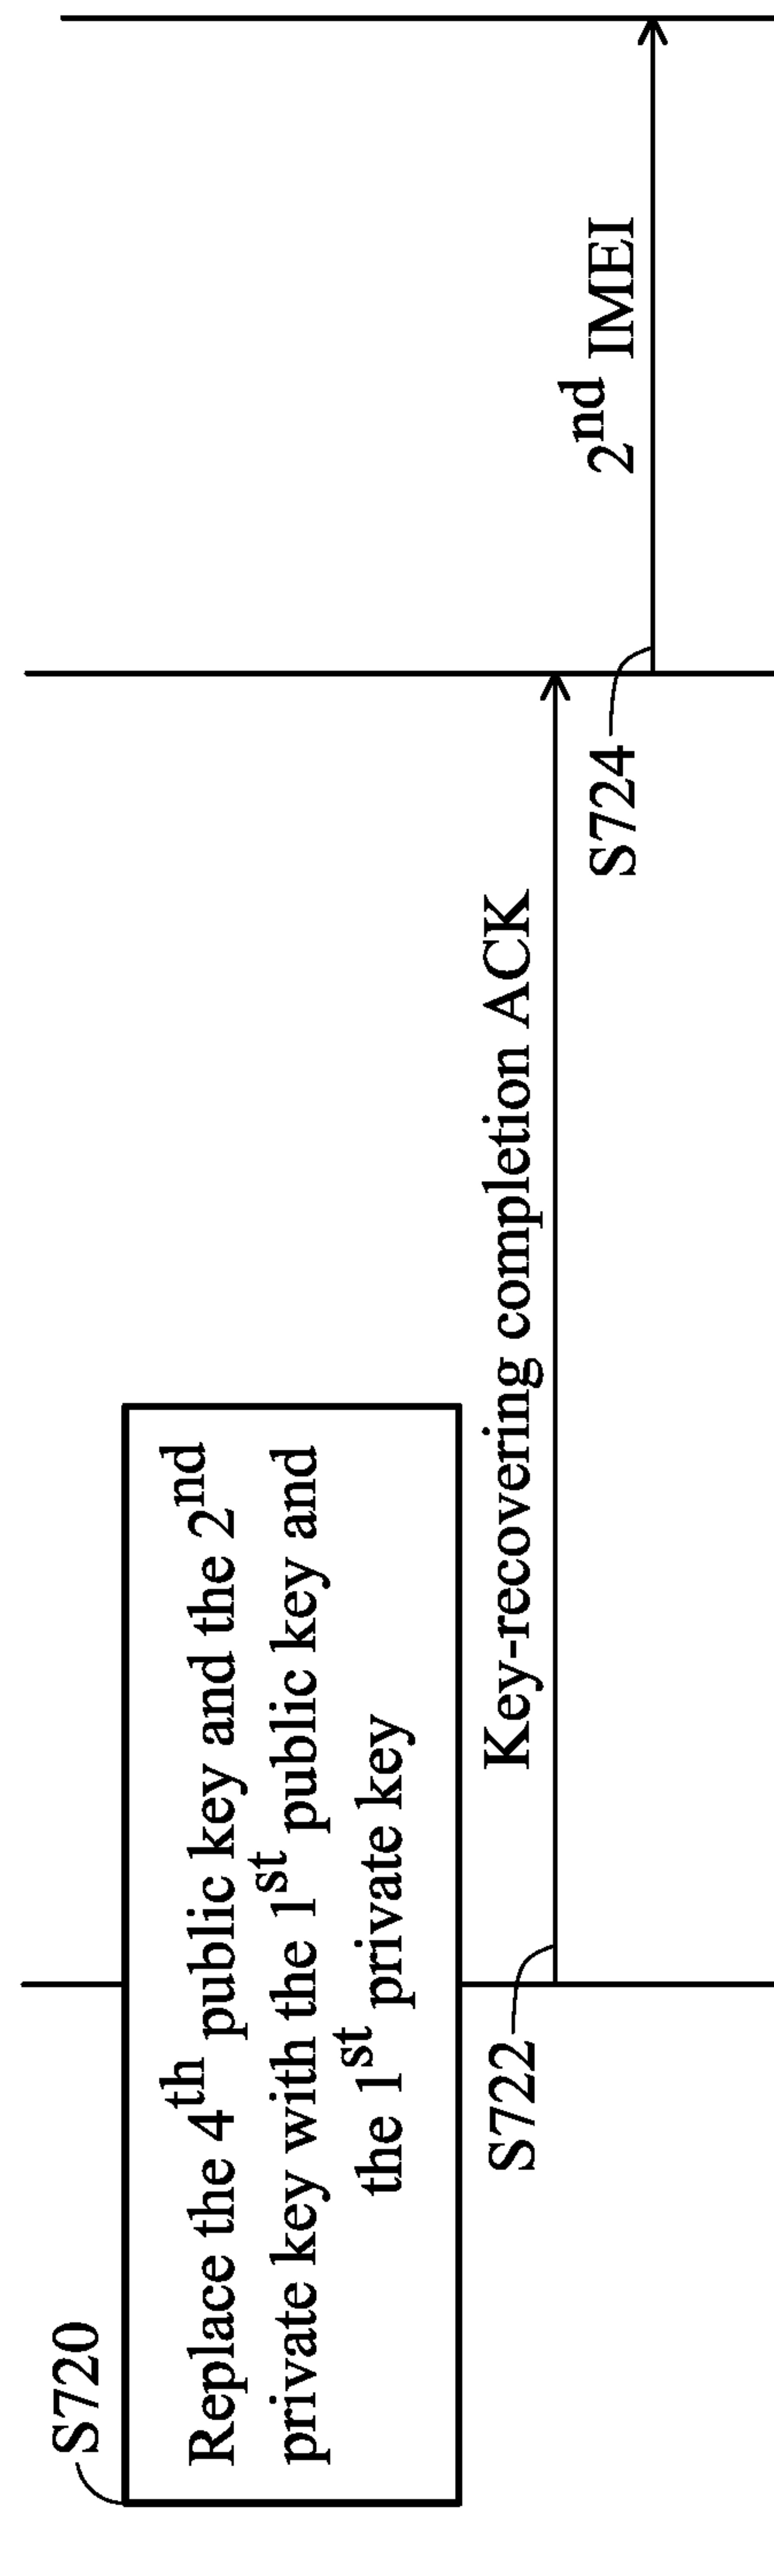 S720
Replace the 4th public key and the 2nd
private key with the 1st public key and
the 1st private key
Key-recovering completion ACK
S722
2nd IMEI
S724